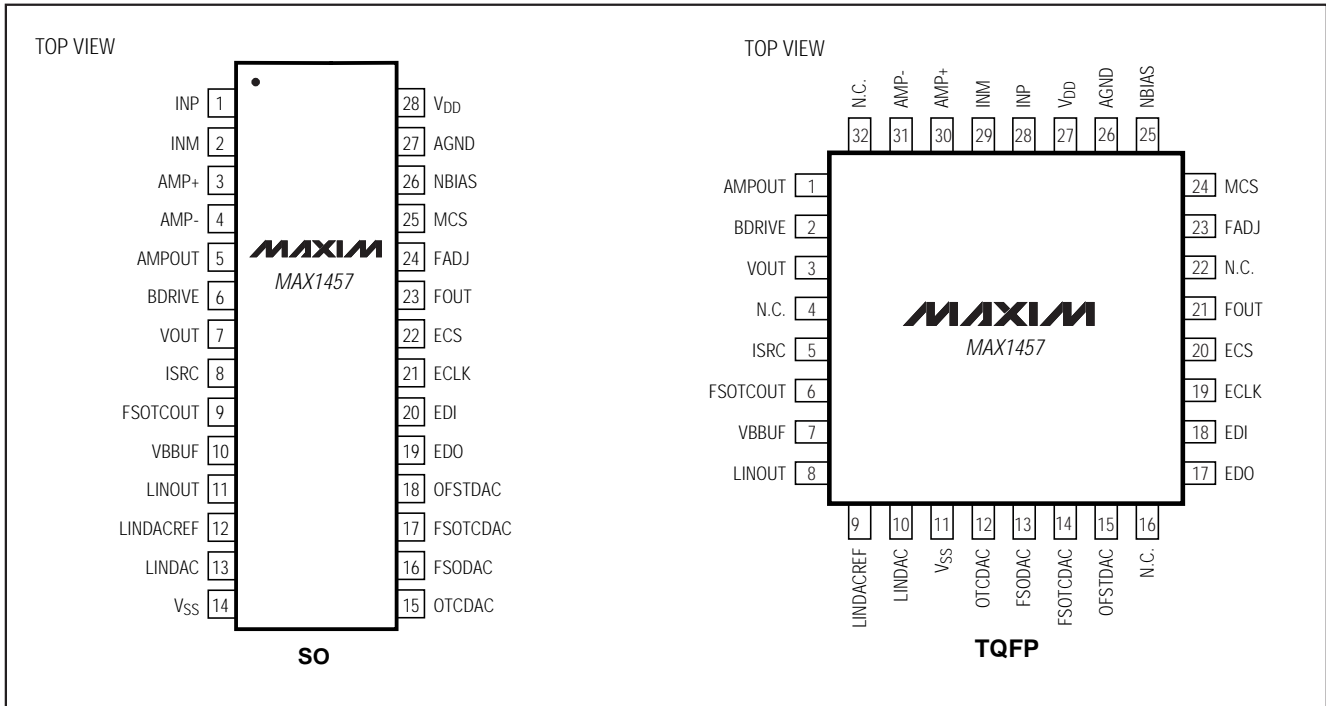 TOP VIEW
INP 1
INM 2
AMP+ 3
AMP- 4
AMPOUT 5
BDRIVE 6
VOUT 7
ISRC 8
FSOTCOUT 9
VBBUF 10
LINOUT 11
LINDACREF 12
LINDAC 13
VSS 14
28 VDD
27 AGND
26 NBIAS
25 MCS
24 FADJ
23 FOUT
22 ECS
21 ECLK
20 EDI
19 EDO
18 OFSTDAC
17 FSOTCDAC
16 FSODAC
15 OTCDAC
MAXIM
MAX1457
SO
TOP VIEW
N.C. 32
AMP- 31
AMP+ 30
INM 29
INP 28
VDD 27
AGND 26
NBIAS 25
AMPOUT 1
BDRIVE 2
VOUT 3
N.C. 4
ISRC 5
FSOTCOUT 6
VBBUF 7
LINOUT 8
24 MCS
23 FADJ
22 N.C.
21 FOUT
20 ECS
19 ECLK
18 EDI
17 EDO
MAXIM
MAX1457
9 LINDACREF
10 LINDAC
11 VSS
12 OTCDAC
13 FSODAC
14 FSOTCDAC
15 OFSTDAC
16 N.C.
TQFP